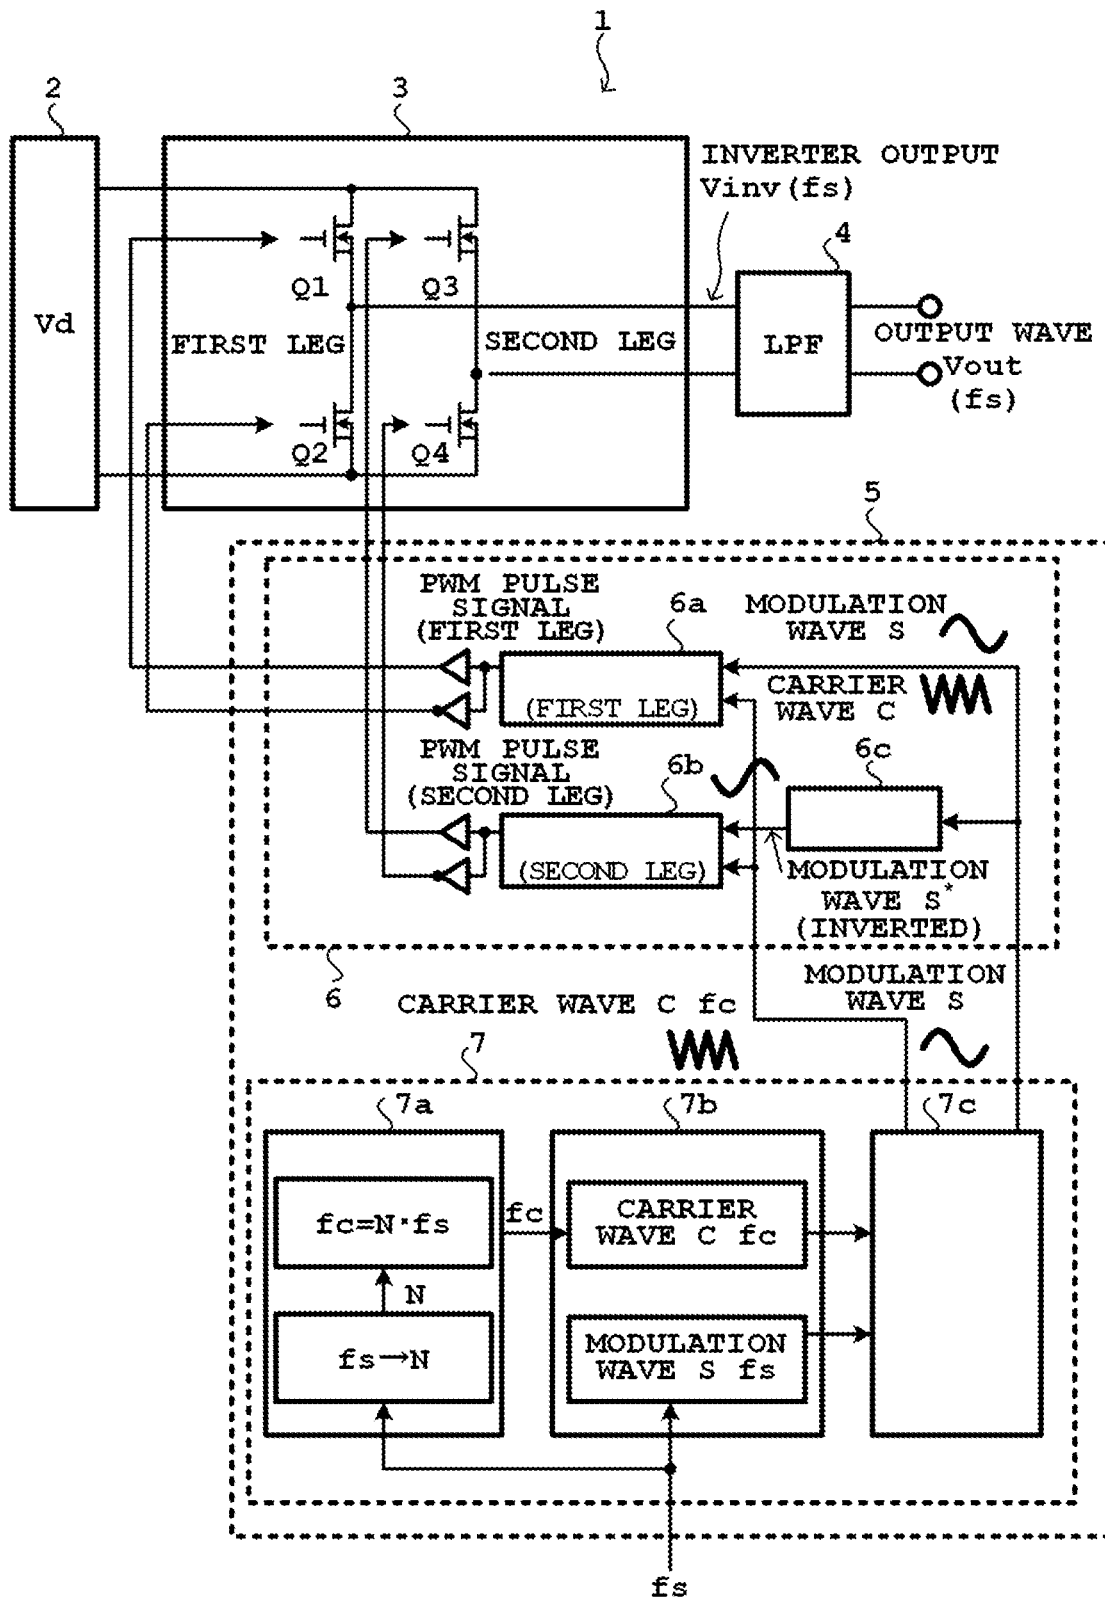 1
2
3
INVERTER OUTPUT
Vinv(fs)
4
Vd
Q1
Q3
FIRST LEG
SECOND LEG
LPF
OUTPUT WAVE
Vout
(fs)
Q2
Q4
5
PWM PULSE
SIGNAL
(FIRST LEG)
6a
MODULATION
WAVE S
(FIRST LEG)
CARRIER
WAVE C
PWM PULSE
SIGNAL
(SECOND LEG)
6b
6c
(SECOND LEG)
MODULATION
WAVE S*
(INVERTED)
6
CARRIER WAVE C fc
MODULATION
WAVE S
7
7a
7b
7c
fc=N·fs
fc
CARRIER
WAVE C fc
N
fs→N
MODULATION
WAVE S fs
fs